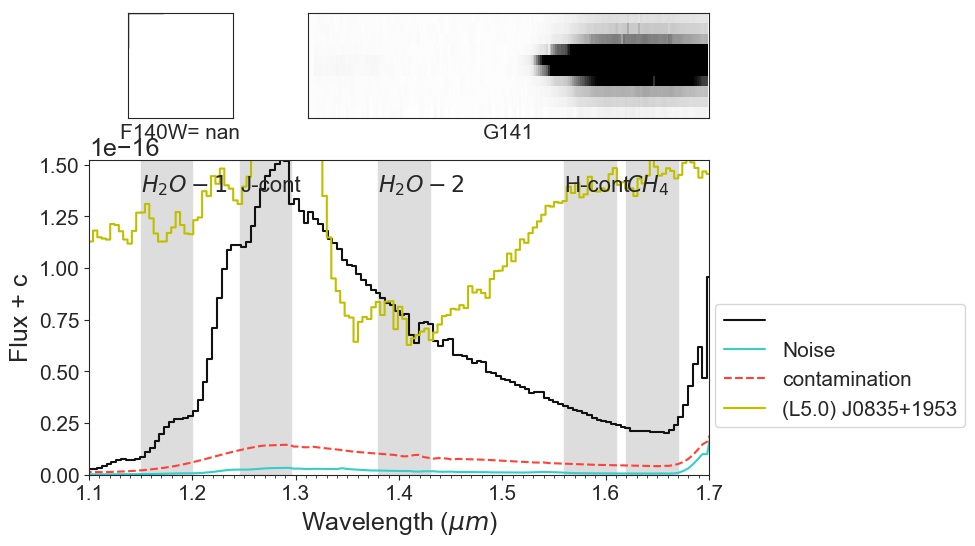 F140W= nan
G141
1e−16
H₂O − 1
J-cont
H₂O − 2
H-cont
CH₄
1.50
1.25
1.00
0.75
0.50
0.25
0.00
Flux + c
1.1
1.2
1.3
1.4
1.5
1.6
1.7
Wavelength (μm)
Noise
contamination
(L5.0) J0835+1953